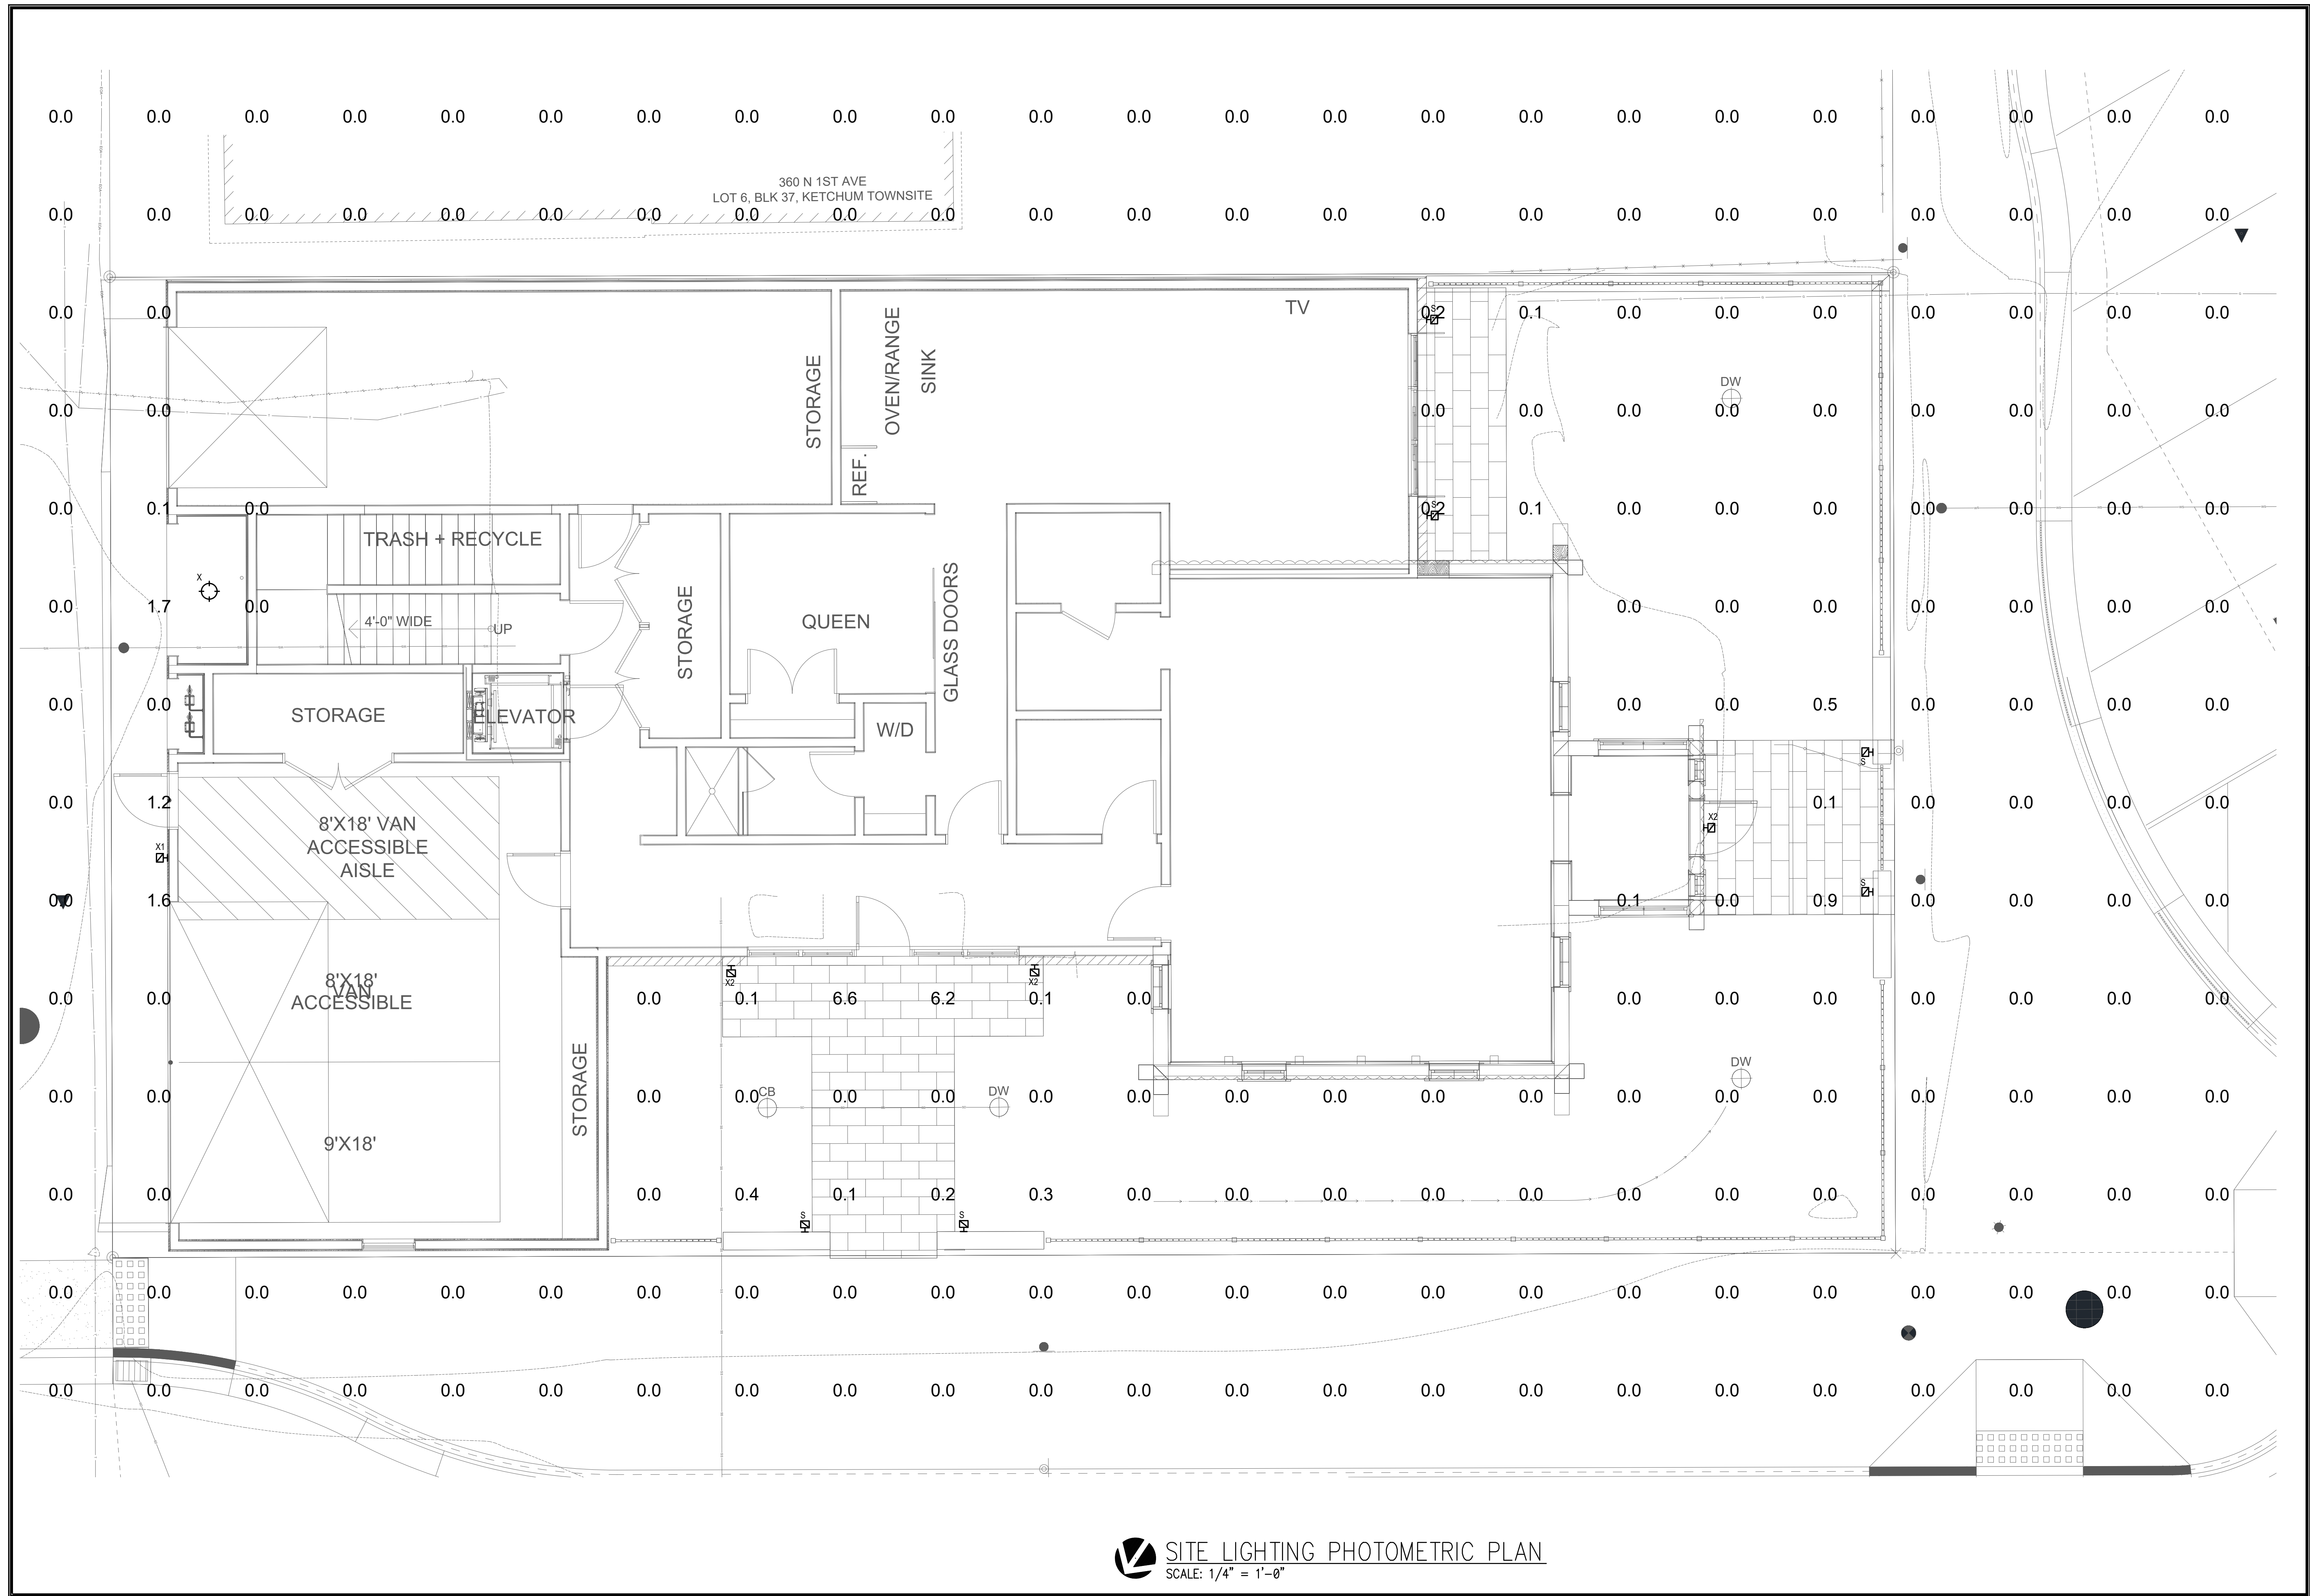 0.0 0.0 0.0 0.0 0.0 0.0 0.0 0.0 0.0 0.0 0.0 0.0 0.0 0.0 0.0 0.0 0.0 0.0 0.0 0.0 0.0 0.0 0.0
360 N 1ST AVE
LOT 6, BLK 37, KETCHUM TOWNSITE
0.0 0.0 0.0 0.0 0.0 0.0 0.0 0.0 0.0 0.0 0.0 0.0 0.0 0.0 0.0 0.0 0.0 0.0 0.0 0.0 0.0 0.0 0.0
TV
S
0.0 0.0 0.2 0.1 0.0 0.0 0.0 0.0 0.0 0.0 0.0
STORAGE
OVEN/RANGE
SINK
DW
0.0 0.0 0.0 0.0 0.0 0.0 0.0 0.0 0.0 0.0 0.0
REF.
S
0.0 0.1 0.0 0.2 0.1 0.0 0.0 0.0 0.0 0.0 0.0 0.0
TRASH + RECYCLE
X
0.0 1.7 0.0 0.0 0.0 0.0 0.0 0.0 0.0 0.0
4'-0" WIDE
UP
STORAGE
QUEEN
GLASS DOORS
0.0 0.0 0.0 0.0 0.5 0.0 0.0 0.0 0.0
STORAGE
ELEVATOR
W/D
S
0.0 1.2 0.1 0.0 0.0 0.0 0.0
8'X18' VAN
ACCESSIBLE
AISLE
X1
X2
S
0.0 1.6 0.1 0.0 0.9 0.0 0.0 0.0 0.0
8'X18'
VAN
ACCESSIBLE
X2
X2
0.0 0.0 0.0 0.1 6.6 6.2 0.1 0.0 0.0 0.0 0.0 0.0 0.0 0.0 0.0
STORAGE
CB
DW
DW
0.0 0.0 0.0 0.0 0.0 0.0 0.0 0.0 0.0 0.0 0.0 0.0 0.0 0.0 0.0 0.0 0.0 0.0 0.0
9'X18'
0.0 0.0 0.0 0.4 0.1 0.2 0.3 0.0 0.0 0.0 0.0 0.0 0.0 0.0 0.0 0.0 0.0 0.0 0.0
S
S
0.0 0.0 0.0 0.0 0.0 0.0 0.0 0.0 0.0 0.0 0.0 0.0 0.0 0.0 0.0 0.0 0.0 0.0 0.0 0.0 0.0 0.0 0.0
0.0 0.0 0.0 0.0 0.0 0.0 0.0 0.0 0.0 0.0 0.0 0.0 0.0 0.0 0.0 0.0 0.0 0.0 0.0 0.0 0.0 0.0 0.0
SITE LIGHTING PHOTOMETRIC PLAN
SCALE: 1/4" = 1'-0"